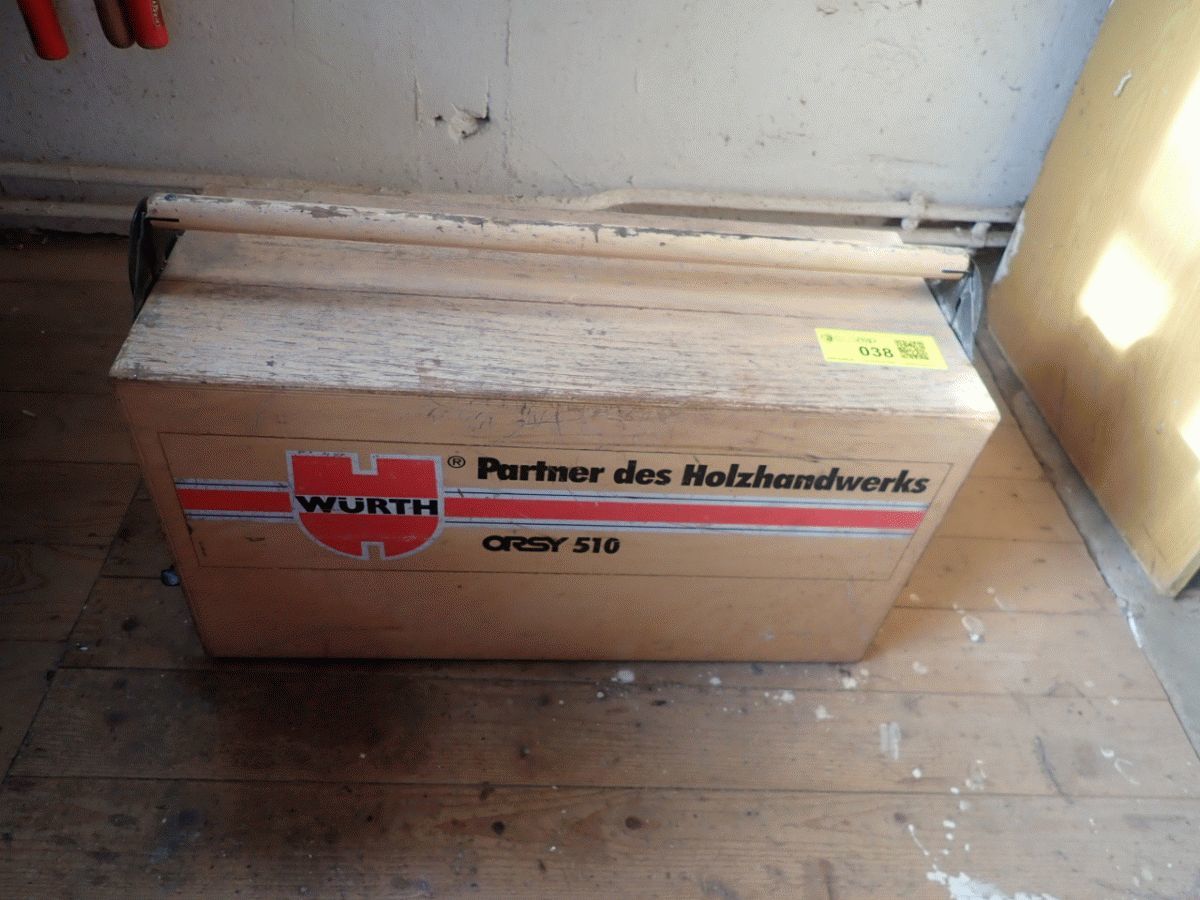 038
® Partner des Holzhandwerks
WÜRTH
ORSY 510